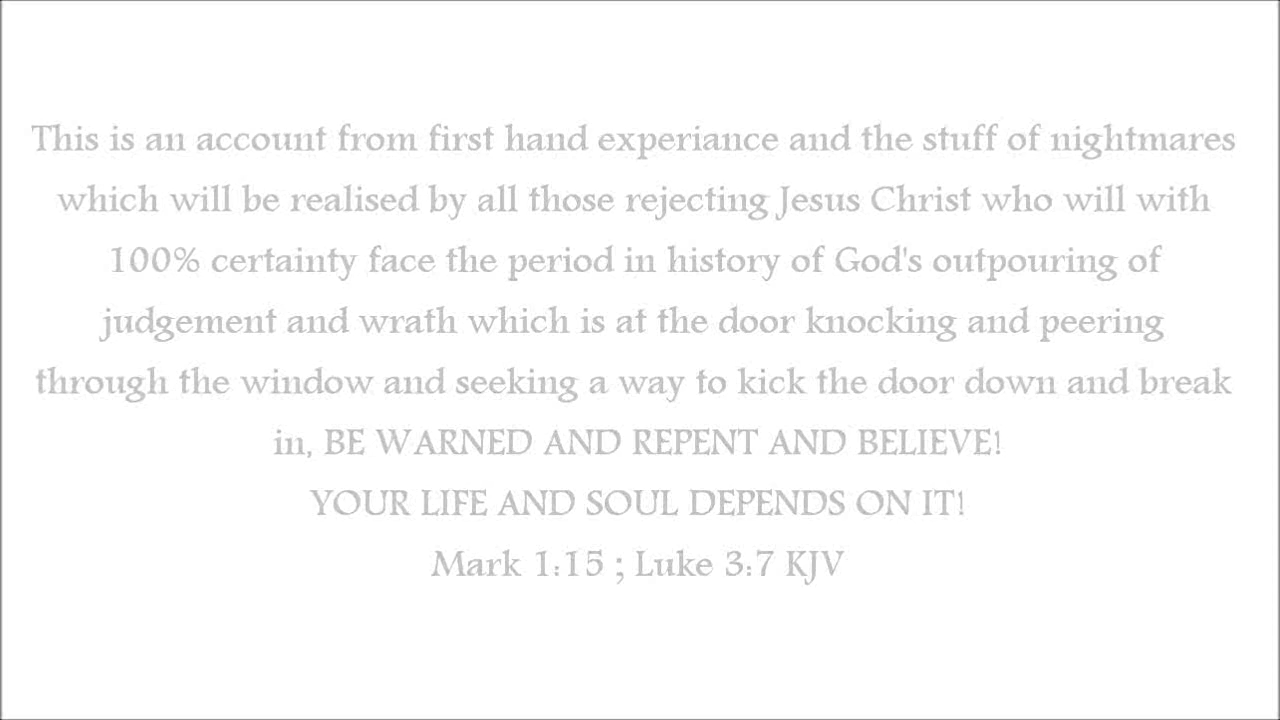 This is an account from first hand experiance and the stuff of nightmares
which will be realised by all those rejecting Jesus Christ who will with
100% certainty face the period in history of God's outpouring of
judgement and wrath which is at the door knocking and peering
through the window and seeking a way to kick the door down and break
in, BE WARNED AND REPENT AND BELIEVE!
YOUR LIFE AND SOUL DEPENDS ON IT!
Mark 1:15 ; Luke 3:7 KJV